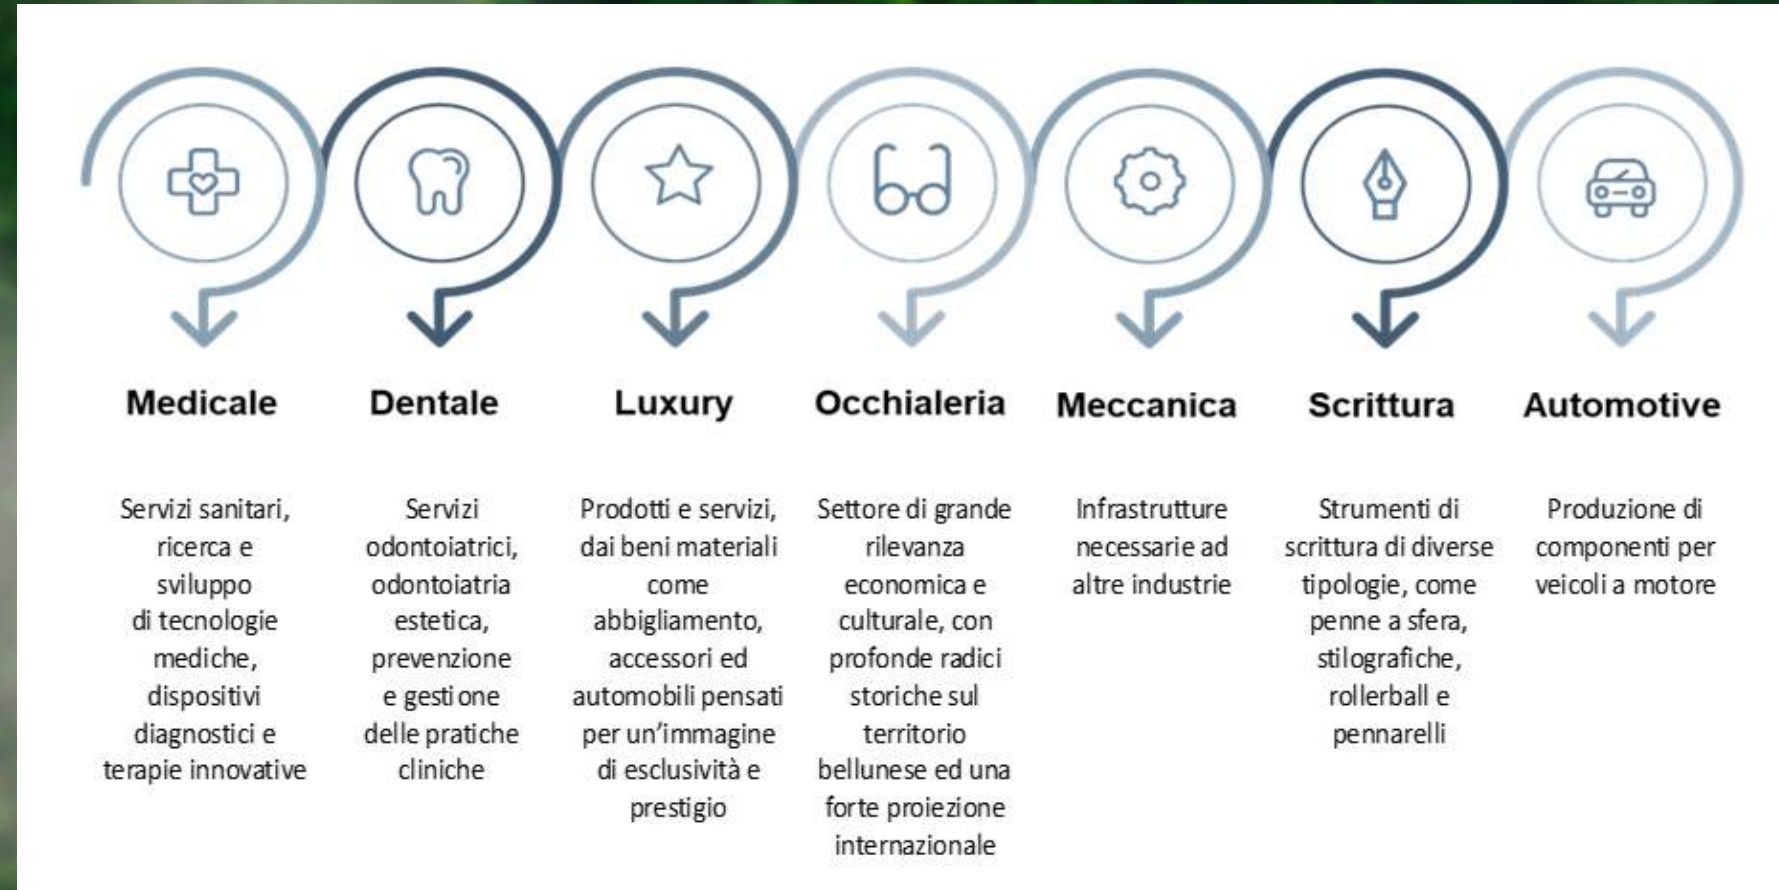 Medicale
Servizi sanitari,
ricerca e
sviluppo
di tecnologie
mediche,
dispositivi
diagnostici e
terapie innovative
Dentale
Servizi
odontoiatrici,
odontoiatria
estetica,
prevenzione
e gestione
delle pratiche
cliniche
Luxury
Prodotti e servizi,
dai beni materiali
come
abbigliamento,
accessori ed
automobili pensati
per un'immagine
di esclusività e
prestigio
Occhialeria
Settore di grande
rilevanza
economica e
culturale, con
profonde radici
storiche sul
territorio
bellunese ed una
forte proiezione
internazionale
Meccanica
Infrastrutture
necessarie ad
altre industrie
Scrittura
Strumenti di
scrittura di diverse
tipologie, come
penne a sfera,
stilografiche,
rollerball e
pennarelli
Automotive
Produzione di
componenti per
veicoli a motore